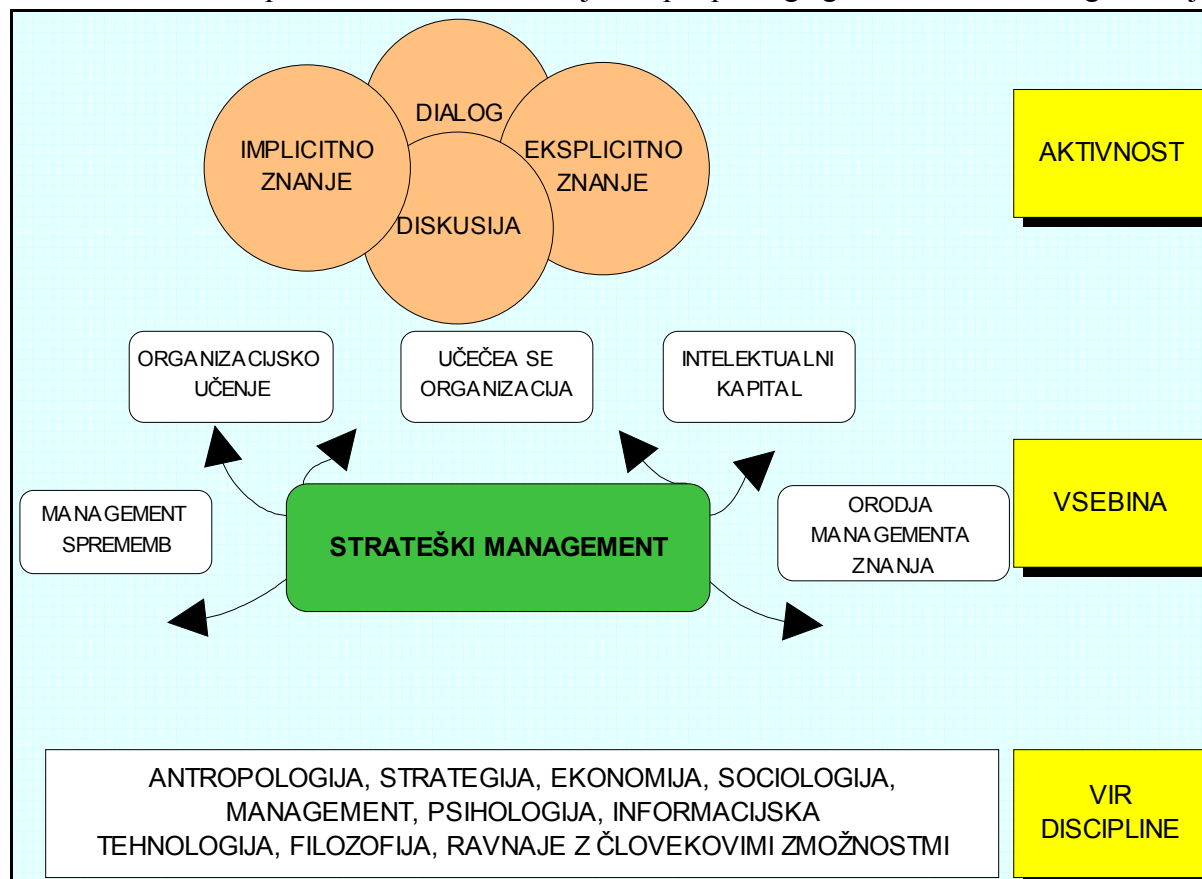 DIALOG
IMPLICITNO
ZNANJE
EKSPLICITNO
ZNANJE
DISKUSIJA
AKTIVNOST
ORGANIZACIJSKO
UČENJE
UČEČEA SE
ORGANIZACIJA
INTELEKTUALNI
KAPITAL
MANAGEMENT
SPREMEMB
STRATEŠKI MANAGEMENT
ORODJA
MANAGEMENTA
ZNANJA
VSEBINA
ANTROPOLOGIJA, STRATEGIJA, EKONOMIJA, SOCIOLOGIJA,
MANAGEMENT, PSIHOLOGIJA, INFORMACIJSKA
TEHNOLOGIJA, FILOZOFIJA, RAVNAJE Z ČLOVEKOVIMI ZMOŽNOSTMI
VIR
DISCIPLINE